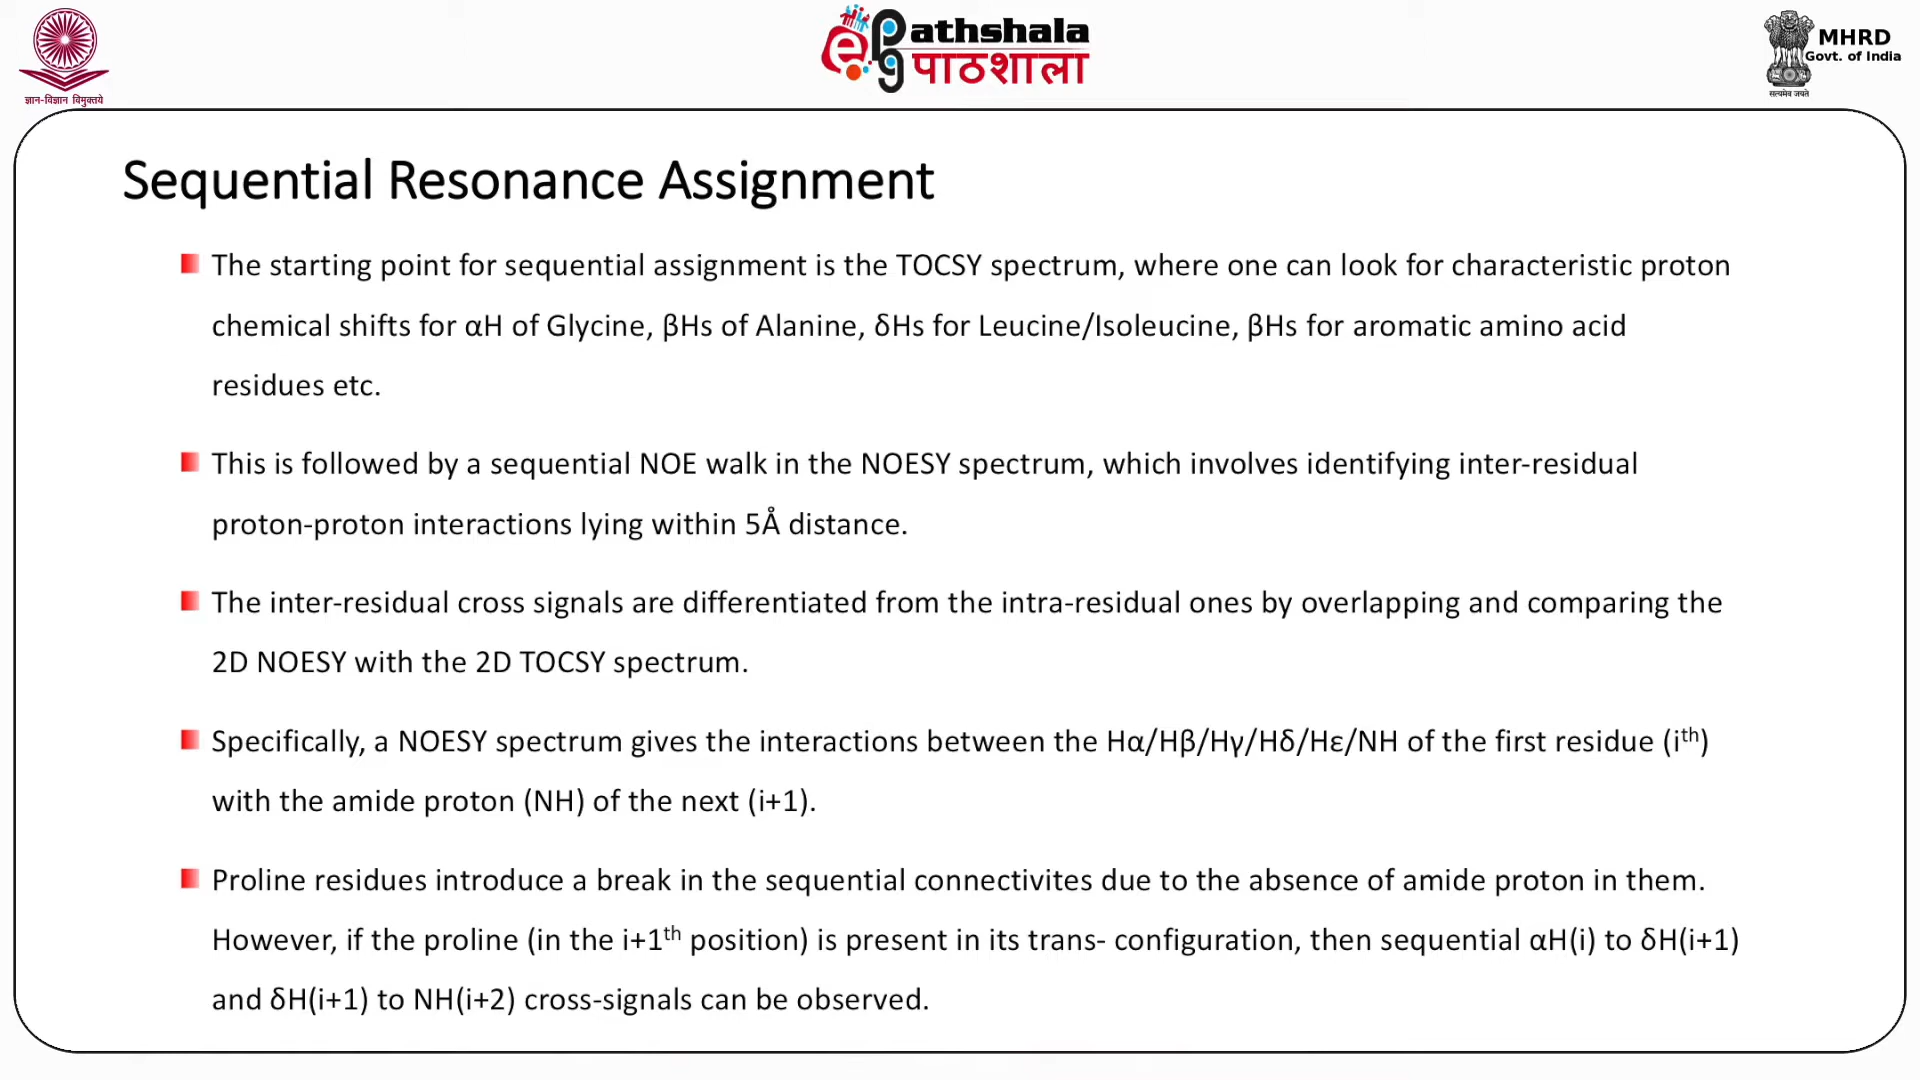 ज्ञान-विज्ञान विमुक्तये
e Pathshala
पाठशाला
MHRD
Govt. of India
सत्यमेव जयते
Sequential Resonance Assignment
The starting point for sequential assignment is the TOCSY spectrum, where one can look for characteristic proton
chemical shifts for αH of Glycine, βHs of Alanine, δHs for Leucine/Isoleucine, βHs for aromatic amino acid
residues etc.
This is followed by a sequential NOE walk in the NOESY spectrum, which involves identifying inter-residual
proton-proton interactions lying within 5Å distance.
The inter-residual cross signals are differentiated from the intra-residual ones by overlapping and comparing the
2D NOESY with the 2D TOCSY spectrum.
Specifically, a NOESY spectrum gives the interactions between the Hα/Hβ/Hγ/Hδ/Hε/NH of the first residue (iᵗʰ)
with the amide proton (NH) of the next (i+1).
Proline residues introduce a break in the sequential connectivites due to the absence of amide proton in them.
However, if the proline (in the i+1ᵗʰ position) is present in its trans- configuration, then sequential αH(i) to δH(i+1)
and δH(i+1) to NH(i+2) cross-signals can be observed.